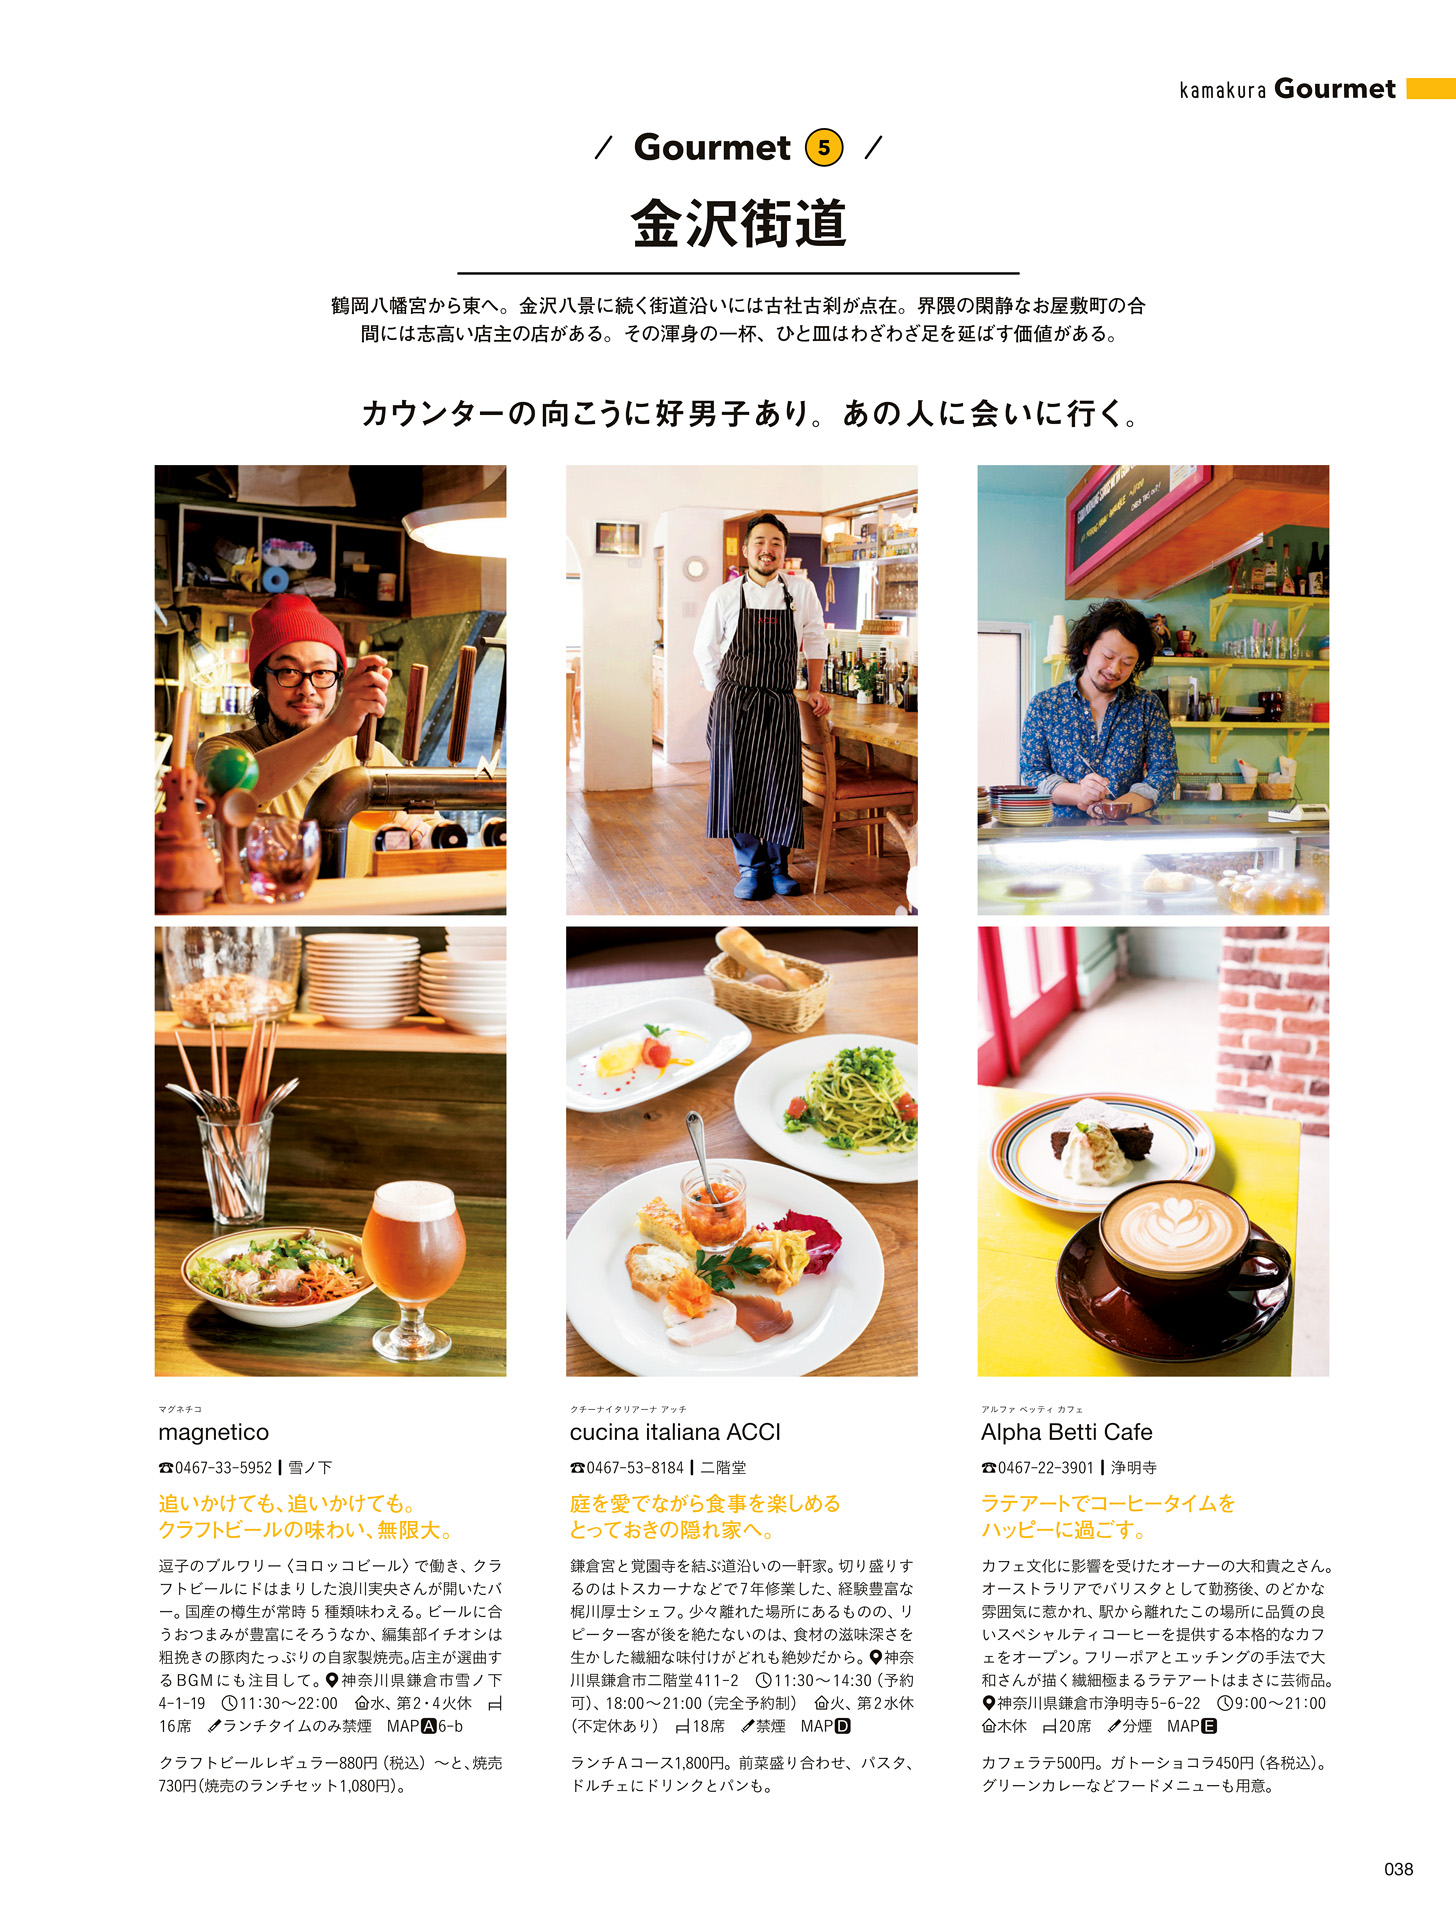 kamakura Gourmet
Gourmet 5
金沢街道
鶴岡八幡宮から東へ。金沢八景に続く街道沿いには古社古刹が点在。界隈の閑静なお屋敷町の合
間には志高い店主の店がある。その渾身の一杯、ひと皿はわざわざ足を延ばす価値がある。
カウンターの向こうに好男子あり。あの人に会いに行く。
ACCI
マグネチコ
magnetico
☎0467-33-5952┃雪ノ下
追いかけても、追いかけても。
クラフトビールの味わい、無限大。
逗子のブルワリー〈ヨロッコビール〉で働き、クラ
フトビールにドはまりした浪川実央さんが開いたバ
ー。国産の樽生が常時 5 種類味わえる。ビールに合
うおつまみが豊富にそろうなか、編集部イチオシは
粗挽きの豚肉たっぷりの自家製焼売。店主が選曲す
るBGMにも注目して。神奈川県鎌倉市雪ノ下
4-1-19 11:30〜22:00 水、第2・4火休
16席 ランチタイムのみ禁煙 MAP A 6-b
クラフトビールレギュラー880円（税込）〜と、焼売
730円（焼売のランチセット1,080円）。
クチーナイタリアーナ アッチ
cucina italiana ACCI
☎0467-53-8184┃二階堂
庭を愛でながら食事を楽しめる
とっておきの隠れ家へ。
鎌倉宮と覚園寺を結ぶ道沿いの一軒家。切り盛りす
るのはトスカーナなどで7年修業した、経験豊富な
梶川厚士シェフ。少々離れた場所にあるものの、リ
ピーター客が後を絶たないのは、食材の滋味深さを
生かした繊細な味付けがどれも絶妙だから。神奈
川県鎌倉市二階堂411-2 11:30〜14:30（予約
可）、18:00〜21:00（完全予約制） 火、第2水休
（不定休あり） 18席 禁煙 MAP D
ランチAコース1,800円。前菜盛り合わせ、パスタ、
ドルチェにドリンクとパンも。
アルファ ベッティ カフェ
Alpha Betti Cafe
☎0467-22-3901┃浄明寺
ラテアートでコーヒータイムを
ハッピーに過ごす。
カフェ文化に影響を受けたオーナーの大和貴之さん。
オーストラリアでバリスタとして勤務後、のどかな
雰囲気に惹かれ、駅から離れたこの場所に品質の良
いスペシャルティコーヒーを提供する本格的なカフ
ェをオープン。フリーポアとエッチングの手法で大
和さんが描く繊細極まるラテアートはまさに芸術品。
神奈川県鎌倉市浄明寺5-6-22 9:00〜21:00
木休 20席 分煙 MAP E
カフェラテ500円。ガトーショコラ450円（各税込）。
グリーンカレーなどフードメニューも用意。
038